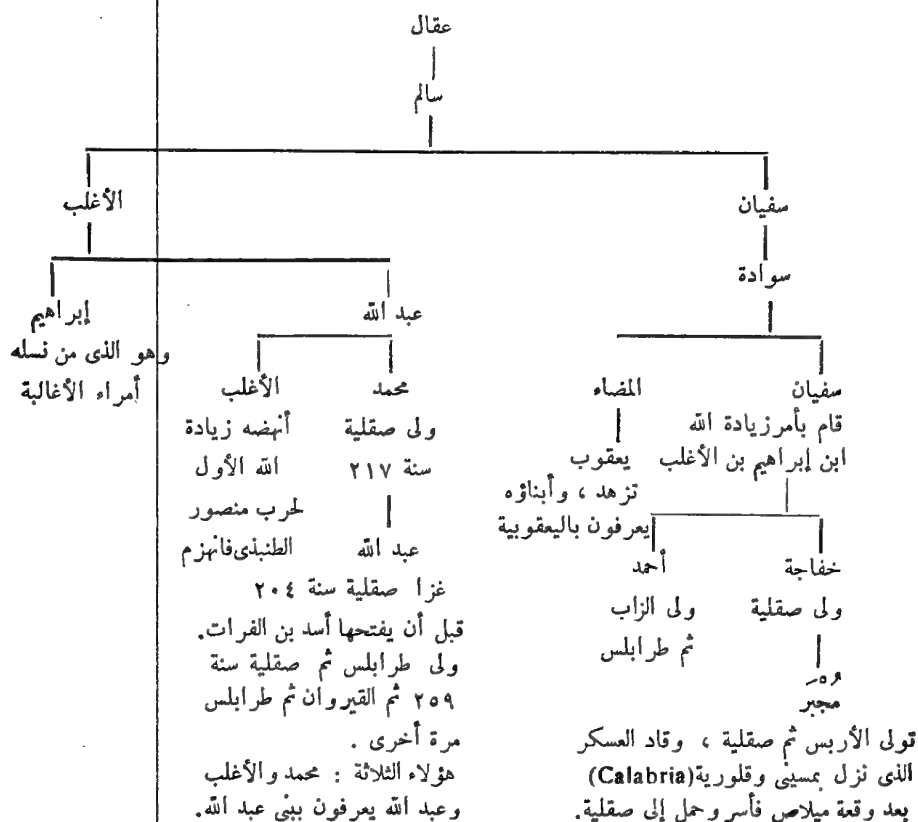 عقال
سالم
سفيان
الأغلب
سوادة
عبد الله
إبراهيم
وهو الذى من نسله
أمراء الأغالبة
سفيان
قام بأمر زيادة الله
ابن إبراهيم بن الأغلب
المضاء
يعقوب
تزهد ، وأبناؤه
يعرفون باليعقوبية
خفاجة
ولى صقلية
مُجْبَر
تولى الأربس ثم صقلية ، وقاد العسكر
الذى نزل بمسينى وقلورية (Calabria)
بعد وقعة ميلاص فأسر وحمل إلى صقلية.
أحمد
ولى الزاب
ثم طرابلس
محمد
ولى صقلية
سنة ٢١٧
عبد الله
غزا صقلية سنة ٢٠٤
قبل أن يفتحها أسد بن الفرات.
ولى طرابلس ثم صقلية سنة
٢٥٩ ثم القيروان ثم طرابلس
مرة أخرى .
هؤلاء الثلاثة : محمد والأغلب
وعبد الله يعرفون ببنى عبد الله.
الأغلب
أنهضه زيادة
الله الأول
لحرب منصور
الطنبذى فانهزم